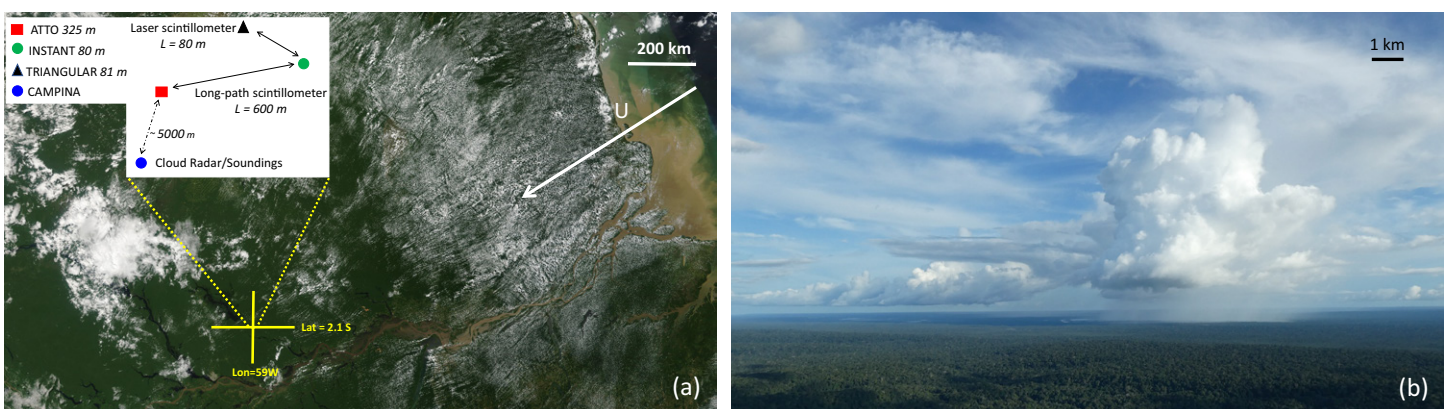 ATTO 325 m
INSTANT 80 m
TRIANGULAR 81 m
CAMPINA
Laser scintillometer
L = 80 m
Long-path scintillometer
L = 600 m
~ 5000 m
Cloud Radar/Soundings
200 km
U
Lat = 2.1 S
Lon=59W
(a)
1 km
(b)